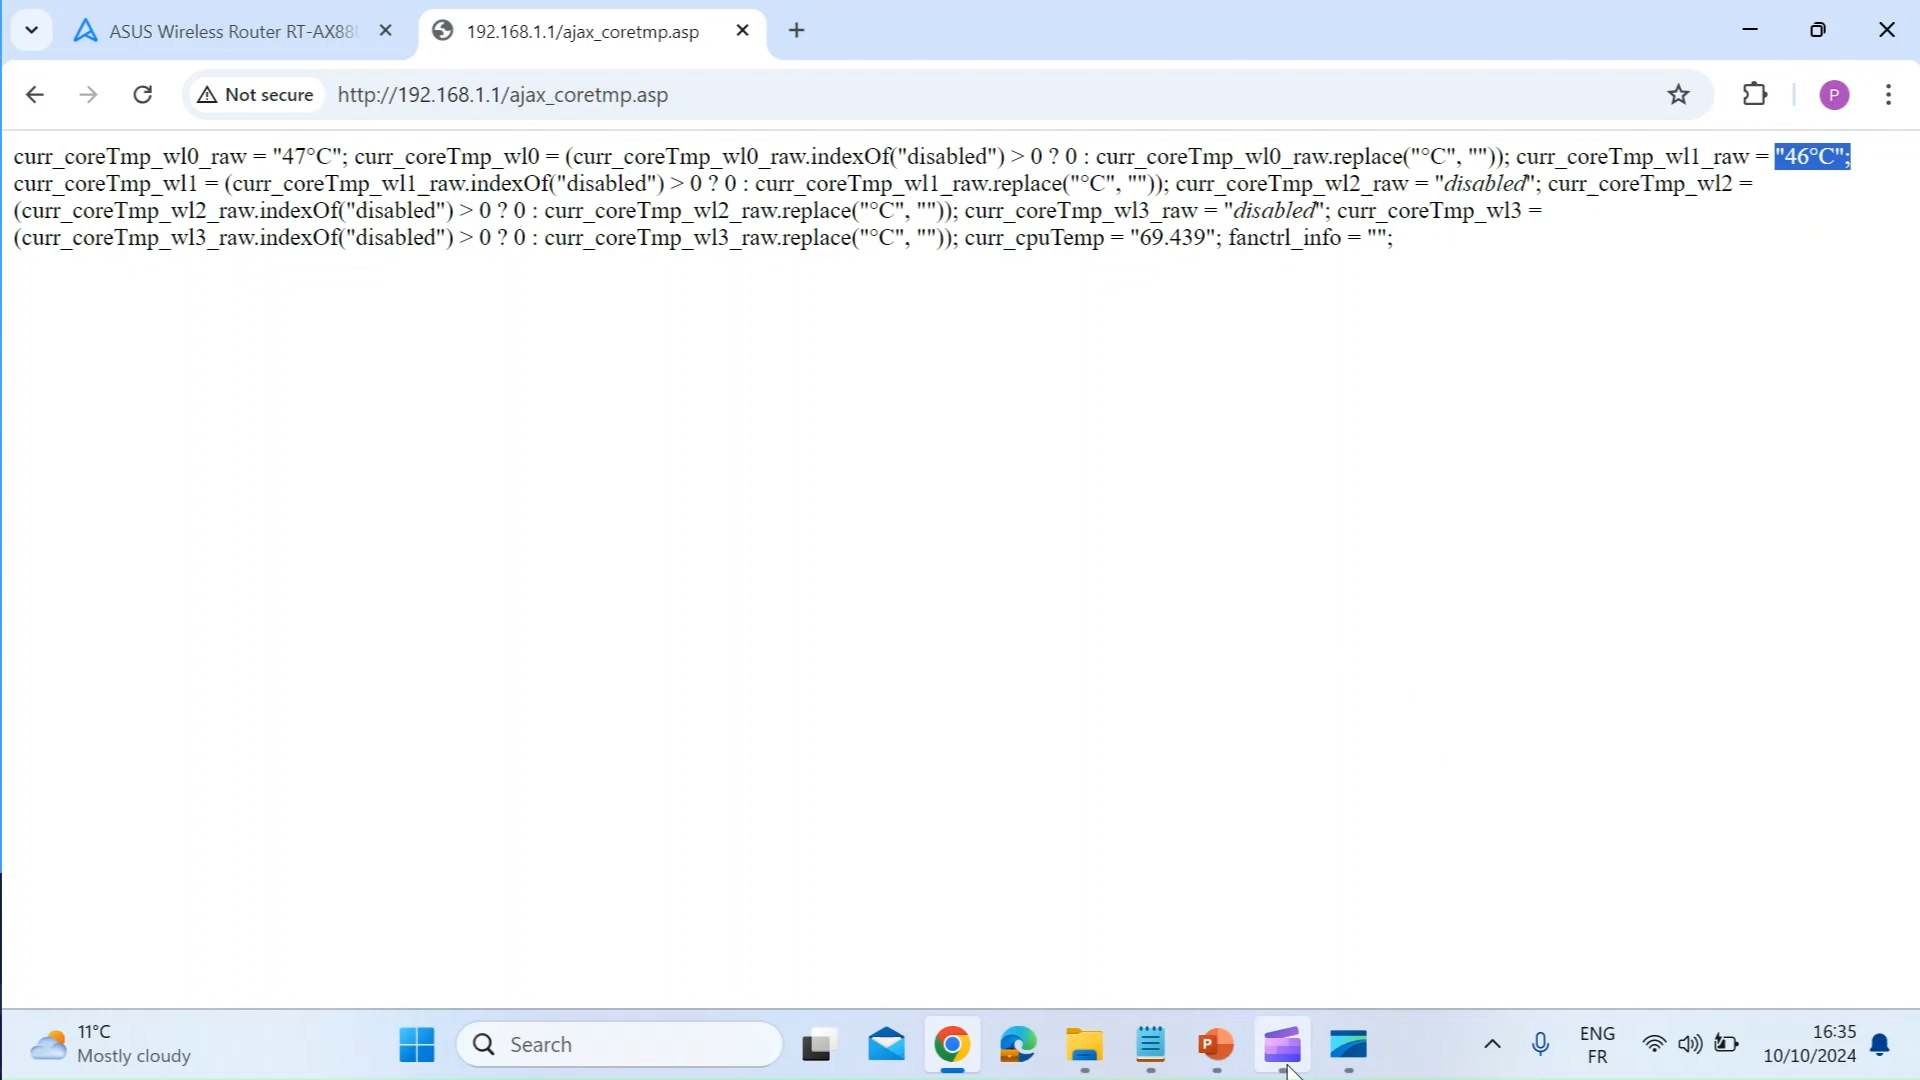 ASUS Wireless Router RT-AX88
192.168.1.1/ajax_coretmp.asp
Not secure
http://192.168.1.1/ajax_coretmp.asp
P
curr_coreTmp_wl0_raw = "47°C"; curr_coreTmp_wl0 = (curr_coreTmp_wl0_raw.indexOf("disabled") > 0 ? 0 : curr_coreTmp_wl0_raw.replace("°C", "")); curr_coreTmp_wl1_raw = "46°C";
curr_coreTmp_wl1 = (curr_coreTmp_wl1_raw.indexOf("disabled") > 0 ? 0 : curr_coreTmp_wl1_raw.replace("°C", "")); curr_coreTmp_wl2_raw = "disabled"; curr_coreTmp_wl2 =
(curr_coreTmp_wl2_raw.indexOf("disabled") > 0 ? 0 : curr_coreTmp_wl2_raw.replace("°C", "")); curr_coreTmp_wl3_raw = "disabled"; curr_coreTmp_wl3 =
(curr_coreTmp_wl3_raw.indexOf("disabled") > 0 ? 0 : curr_coreTmp_wl3_raw.replace("°C", "")); curr_cpuTemp = "69.439"; fanctrl_info = "";
11°C
Mostly cloudy
Search
P
ENG
FR
16:35
10/10/2024